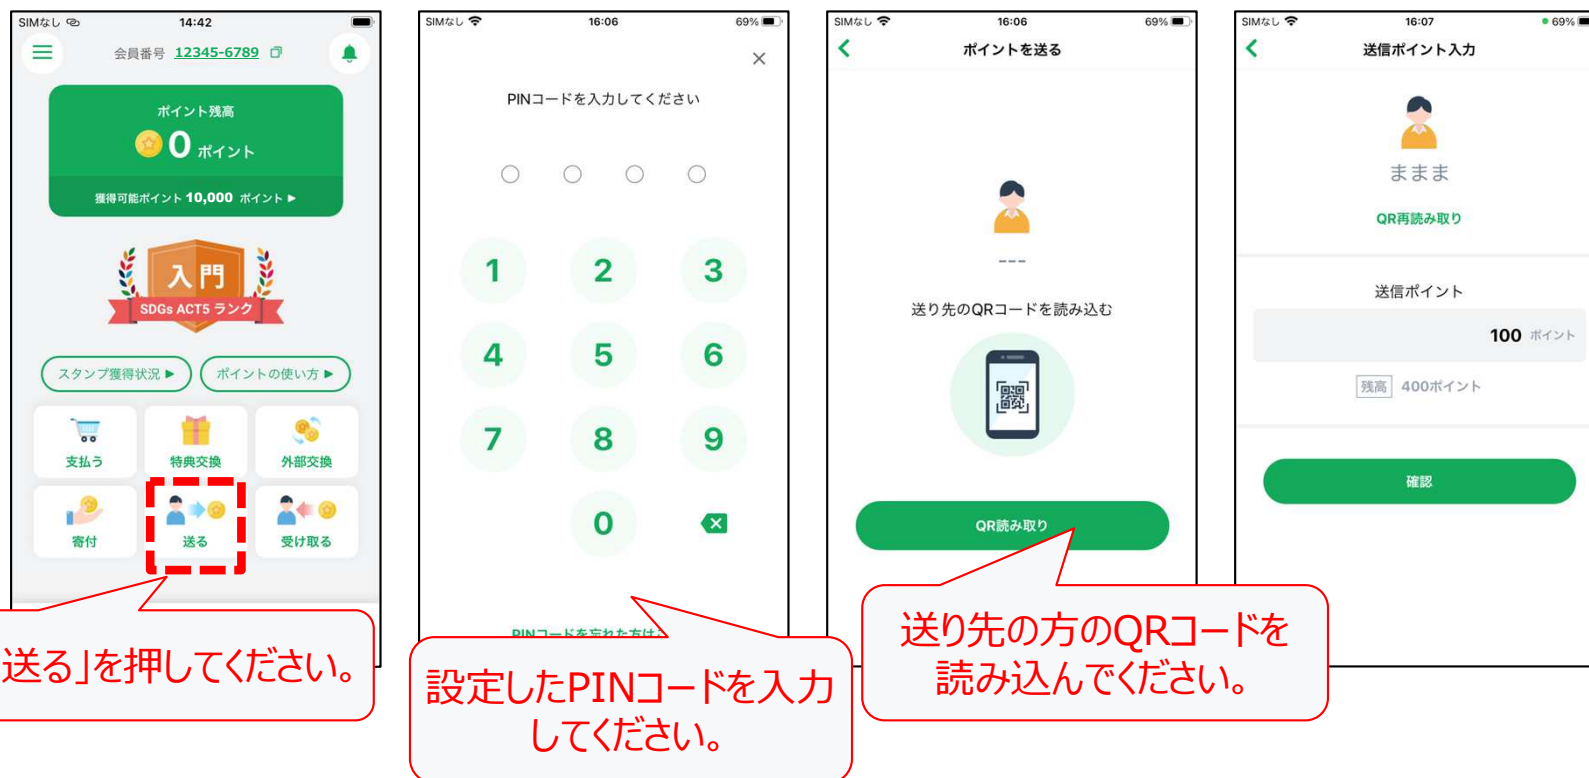 SIMなし 14:42
会員番号 12345-6789
ポイント残高
0 ポイント
獲得可能ポイント 10,000 ポイント ▶
入門
SDGs ACT5 ランク
スタンプ獲得状況 ▶
ポイントの使い方 ▶
支払う
特典交換
外部交換
寄付
送る
受け取る
送る」を押してください。
SIMなし 16:06 69%
PINコードを入力してください
1 2 3
4 5 6
7 8 9
0
PINコードを忘れた方は
設定したPINコードを入力
してください。
SIMなし 16:06 69%
ポイントを送る
---
送り先のQRコードを読み込む
QR読み取り
送り先の方のQRコードを
読み込んでください。
SIMなし 16:07 69%
送信ポイント入力
ままま
QR再読み取り
送信ポイント
100 ポイント
残高 400ポイント
確認